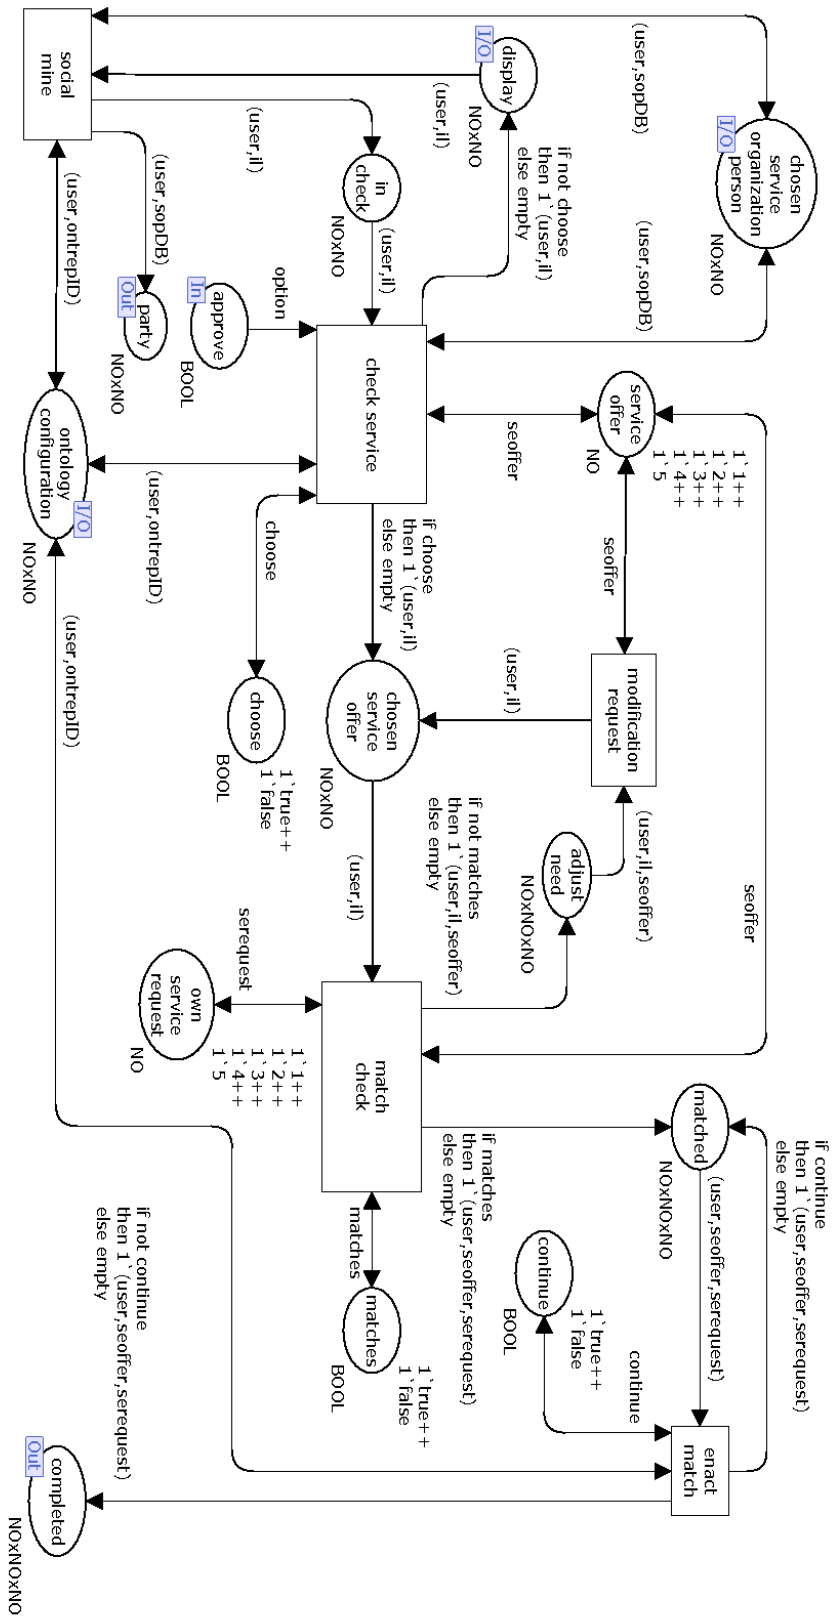 social
mine
(user,sopDB)
(user,il)
display
I/O
NOxNO
(user,il)
in
check
NOxNO
(user,il)
if not choose
then 1`(user,il)
else empty
chosen
service
organization
person
I/O
NOxNO
(user,sopDB)
(user,sopDB)
party
Out
NOxNO
(user,ontrepID)
approve
In
BOOL
option
check service
ontology
configuration
I/O
NOxNO
(user,ontrepID)
(user,ontrepID)
choose
choose
1`true++
1`false
BOOL
seoffer
service
offer
NO
1`1++
1`2++
1`3++
1`4++
1`5
seoffer
seoffer
if choose
then 1`(user,il)
else empty
chosen
service
offer
NOxNO
(user,il)
modification
request
(user,il,seoffer)
adjust
need
NOxNOxNO
if not matches
then 1`(user,il,seoffer)
else empty
(user,il)
serequest
own
service
request
NO
1`1++
1`2++
1`3++
1`4++
1`5
match
check
matched
NOxNOxNO
if matches
then 1`(user,seoffer,serequest)
else empty
matches
matches
1`true++
1`false
BOOL
if continue
then 1`(user,seoffer,serequest)
else empty
(user,seoffer,serequest)
continue
1`true++
1`false
BOOL
continue
enact
match
if not continue
then 1`(user,seoffer,serequest)
else empty
completed
Out
NOxNOxNO